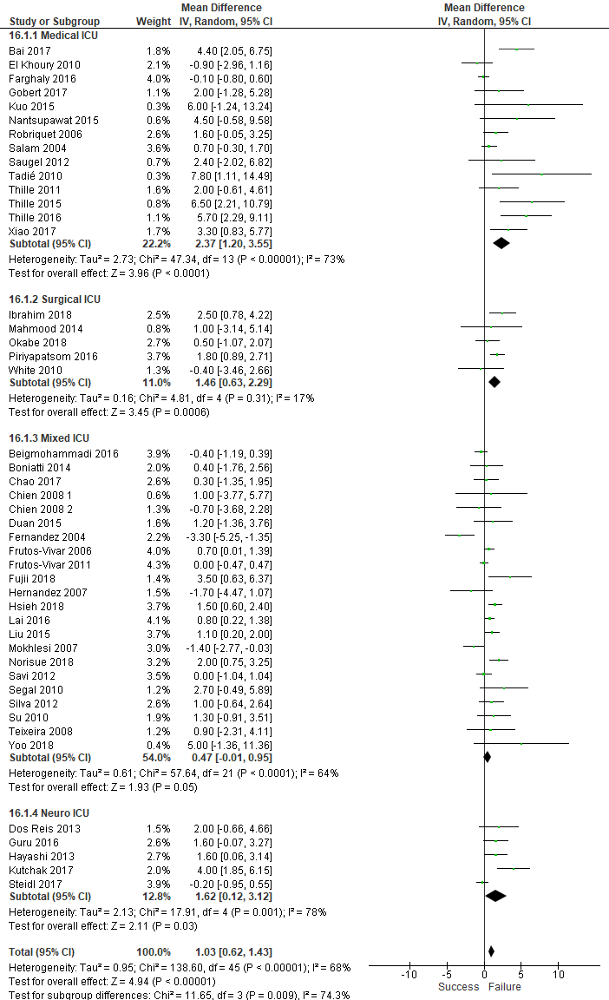 Mean Difference Mean Difference
Study or Subgroup Weight IV, Random, 95% CI IV, Random, 95% CI
16.1.1 Medical ICU
Bai 2017 1.8% 4.40 [2.05, 6.75]
El Khoury 2010 2.1% -0.90 [-2.96, 1.16]
Farghaly 2016 4.0% -0.10 [-0.80, 0.60]
Gobert 2017 1.1% 2.00 [-1.28, 5.28]
Kuo 2015 0.3% 6.00 [-1.24, 13.24]
Nantsupawat 2015 0.6% 4.50 [-0.58, 9.58]
Robriquet 2006 2.6% 1.60 [-0.05, 3.25]
Salam 2004 3.5% 0.70 [-0.30, 1.70]
Saugel 2012 0.7% 2.40 [-2.02, 6.82]
Tadié 2010 0.3% 7.80 [1.11, 14.49]
Thille 2011 1.6% 2.00 [-0.61, 4.61]
Thille 2015 0.8% 6.50 [2.21, 10.79]
Thille 2016 1.1% 5.70 [2.29, 9.11]
Xiao 2017 1.7% 3.30 [0.83, 5.77]
Subtotal (95% CI) 22.2% 2.37 [1.20, 3.55]
Heterogeneity: Tau² = 2.73; Chi² = 47.34, df = 13 (P < 0.00001); I² = 73%
Test for overall effect: Z = 3.96 (P < 0.0001)
16.1.2 Surgical ICU
Ibrahim 2018 2.5% 2.50 [0.78, 4.22]
Mahmood 2014 0.8% 1.00 [-3.14, 5.14]
Okabe 2018 2.7% 0.50 [-1.07, 2.07]
Piriyapatsom 2016 3.7% 1.80 [0.89, 2.71]
White 2010 1.3% -0.40 [-3.46, 2.66]
Subtotal (95% CI) 11.0% 1.46 [0.63, 2.29]
Heterogeneity: Tau² = 0.16; Chi² = 4.81, df = 4 (P = 0.31); I² = 17%
Test for overall effect: Z = 3.45 (P = 0.0006)
16.1.3 Mixed ICU
Beigmohammadi 2016 3.9% -0.40 [-1.19, 0.39]
Boniatti 2014 2.0% 0.40 [-1.76, 2.56]
Chao 2017 2.6% 0.30 [-1.35, 1.95]
Chien 2008 1 0.6% 1.00 [-3.77, 5.77]
Chien 2008 2 1.3% -0.70 [-3.68, 2.28]
Duan 2015 1.6% 1.20 [-1.36, 3.76]
Fernandez 2004 2.2% -3.30 [-5.25, -1.35]
Frutos-Vivar 2006 4.0% 0.70 [0.01, 1.39]
Frutos-Vivar 2011 4.3% 0.00 [-0.47, 0.47]
Fujii 2018 1.4% 3.50 [0.63, 6.37]
Hernandez 2007 1.5% -1.70 [-4.47, 1.07]
Hsieh 2018 3.7% 1.50 [0.60, 2.40]
Lai 2016 4.1% 0.80 [0.22, 1.38]
Liu 2015 3.7% 1.10 [0.20, 2.00]
Mokhlesi 2007 3.0% -1.40 [-2.77, -0.03]
Norisue 2018 2.9% 2.00 [0.75, 3.25]
Savi 2012 3.5% 0.00 [-1.04, 1.04]
Segal 2010 1.2% 2.70 [-0.49, 5.89]
Silva 2012 2.6% 1.00 [-0.64, 2.64]
Su 2010 1.9% 1.30 [-0.91, 3.51]
Teixeira 2008 1.2% 0.90 [-2.31, 4.11]
Yoo 2018 0.4% 5.00 [-1.36, 11.36]
Subtotal (95% CI) 54.0% 0.47 [-0.01, 0.95]
Heterogeneity: Tau² = 0.61; Chi² = 57.64, df = 21 (P < 0.0001); I² = 64%
Test for overall effect: Z = 1.93 (P = 0.05)
16.1.4 Neuro ICU
Dos Reis 2013 1.5% 2.00 [-0.66, 4.66]
Guru 2016 2.6% 1.60 [-0.07, 3.27]
Hayashi 2013 2.7% 1.60 [0.06, 3.14]
Kutchak 2017 2.0% 4.00 [1.85, 6.15]
Steidl 2017 4.0% -0.20 [-0.95, 0.55]
Subtotal (95% CI) 12.8% 1.62 [0.12, 3.12]
Heterogeneity: Tau² = 2.13; Chi² = 17.91, df = 4 (P = 0.001); I² = 78%
Test for overall effect: Z = 2.11 (P = 0.03)
Total (95% CI) 100.0% 1.03 [0.62, 1.43]
Heterogeneity: Tau² = 0.95; Chi² = 138.60, df = 45 (P < 0.00001); I² = 68%
Test for overall effect: Z = 4.94 (P < 0.00001)
Test for subgroup differences: Chi² = 11.65, df = 3 (P = 0.009), I² = 74.3%
-10 -5 0 5 10
Success Failure